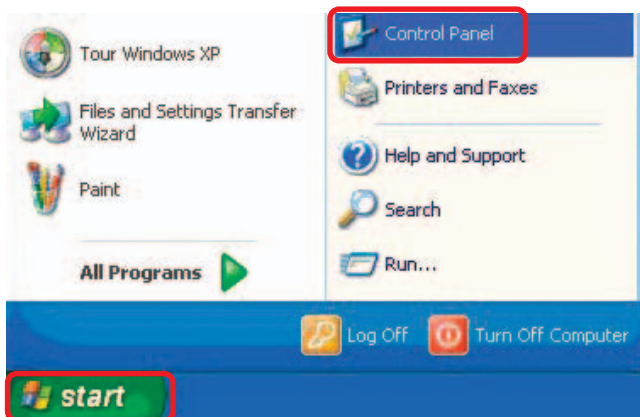 Tour Windows XP
Files and Settings Transfer
Wizard
Paint
All Programs
Control Panel
Printers and Faxes
Help and Support
Search
Run...
Log Off
Turn Off Computer
start